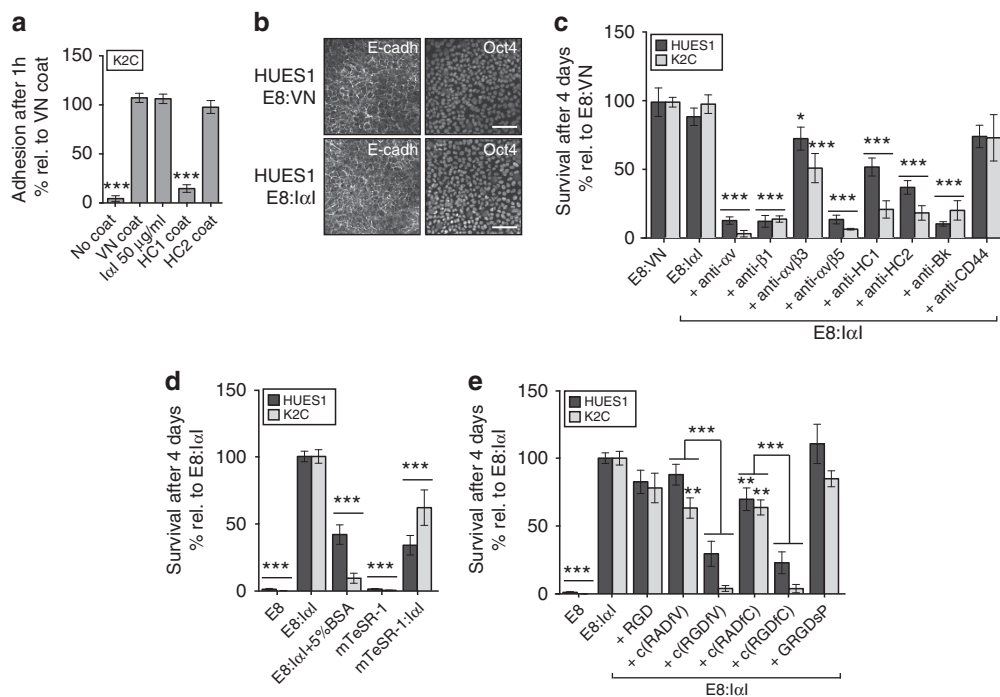 a
Adhesion after 1h
% rel. to VN coat
150
100
50
0
K2C
***
***
No coat
VN coat
IαI 50 μg/ml
HC1 coat
HC2 coat
b
E-cadh
Oct4
HUES1
E8:VN
E-cadh
Oct4
HUES1
E8:IαI
c
Survival after 4 days
% rel. to E8:VN
150
100
50
0
HUES1
K2C
***
***
*
***
***
***
***
***
E8:VN
E8:IαI
+ anti-αv
+ anti-β1
+ anti-αvβ3
+ anti-αvβ5
+ anti-HC1
+ anti-HC2
+ anti-Bk
+ anti-CD44
E8:IαI
d
Survival after 4 days
% rel. to E8:IαI
150
100
50
0
HUES1
K2C
***
***
***
***
E8
E8:IαI
E8:IαI+5%BSA
mTeSR-1
mTeSR-1:IαI
e
Survival after 4 days
% rel. to E8:IαI
150
100
50
0
HUES1
K2C
***
***
**
***
**
**
E8
E8:IαI
+ RGD
+ c(RADfV)
+ c(RGDfV)
+ c(RADfC)
+ c(RGDfC)
+ GRGDsP
E8:IαI